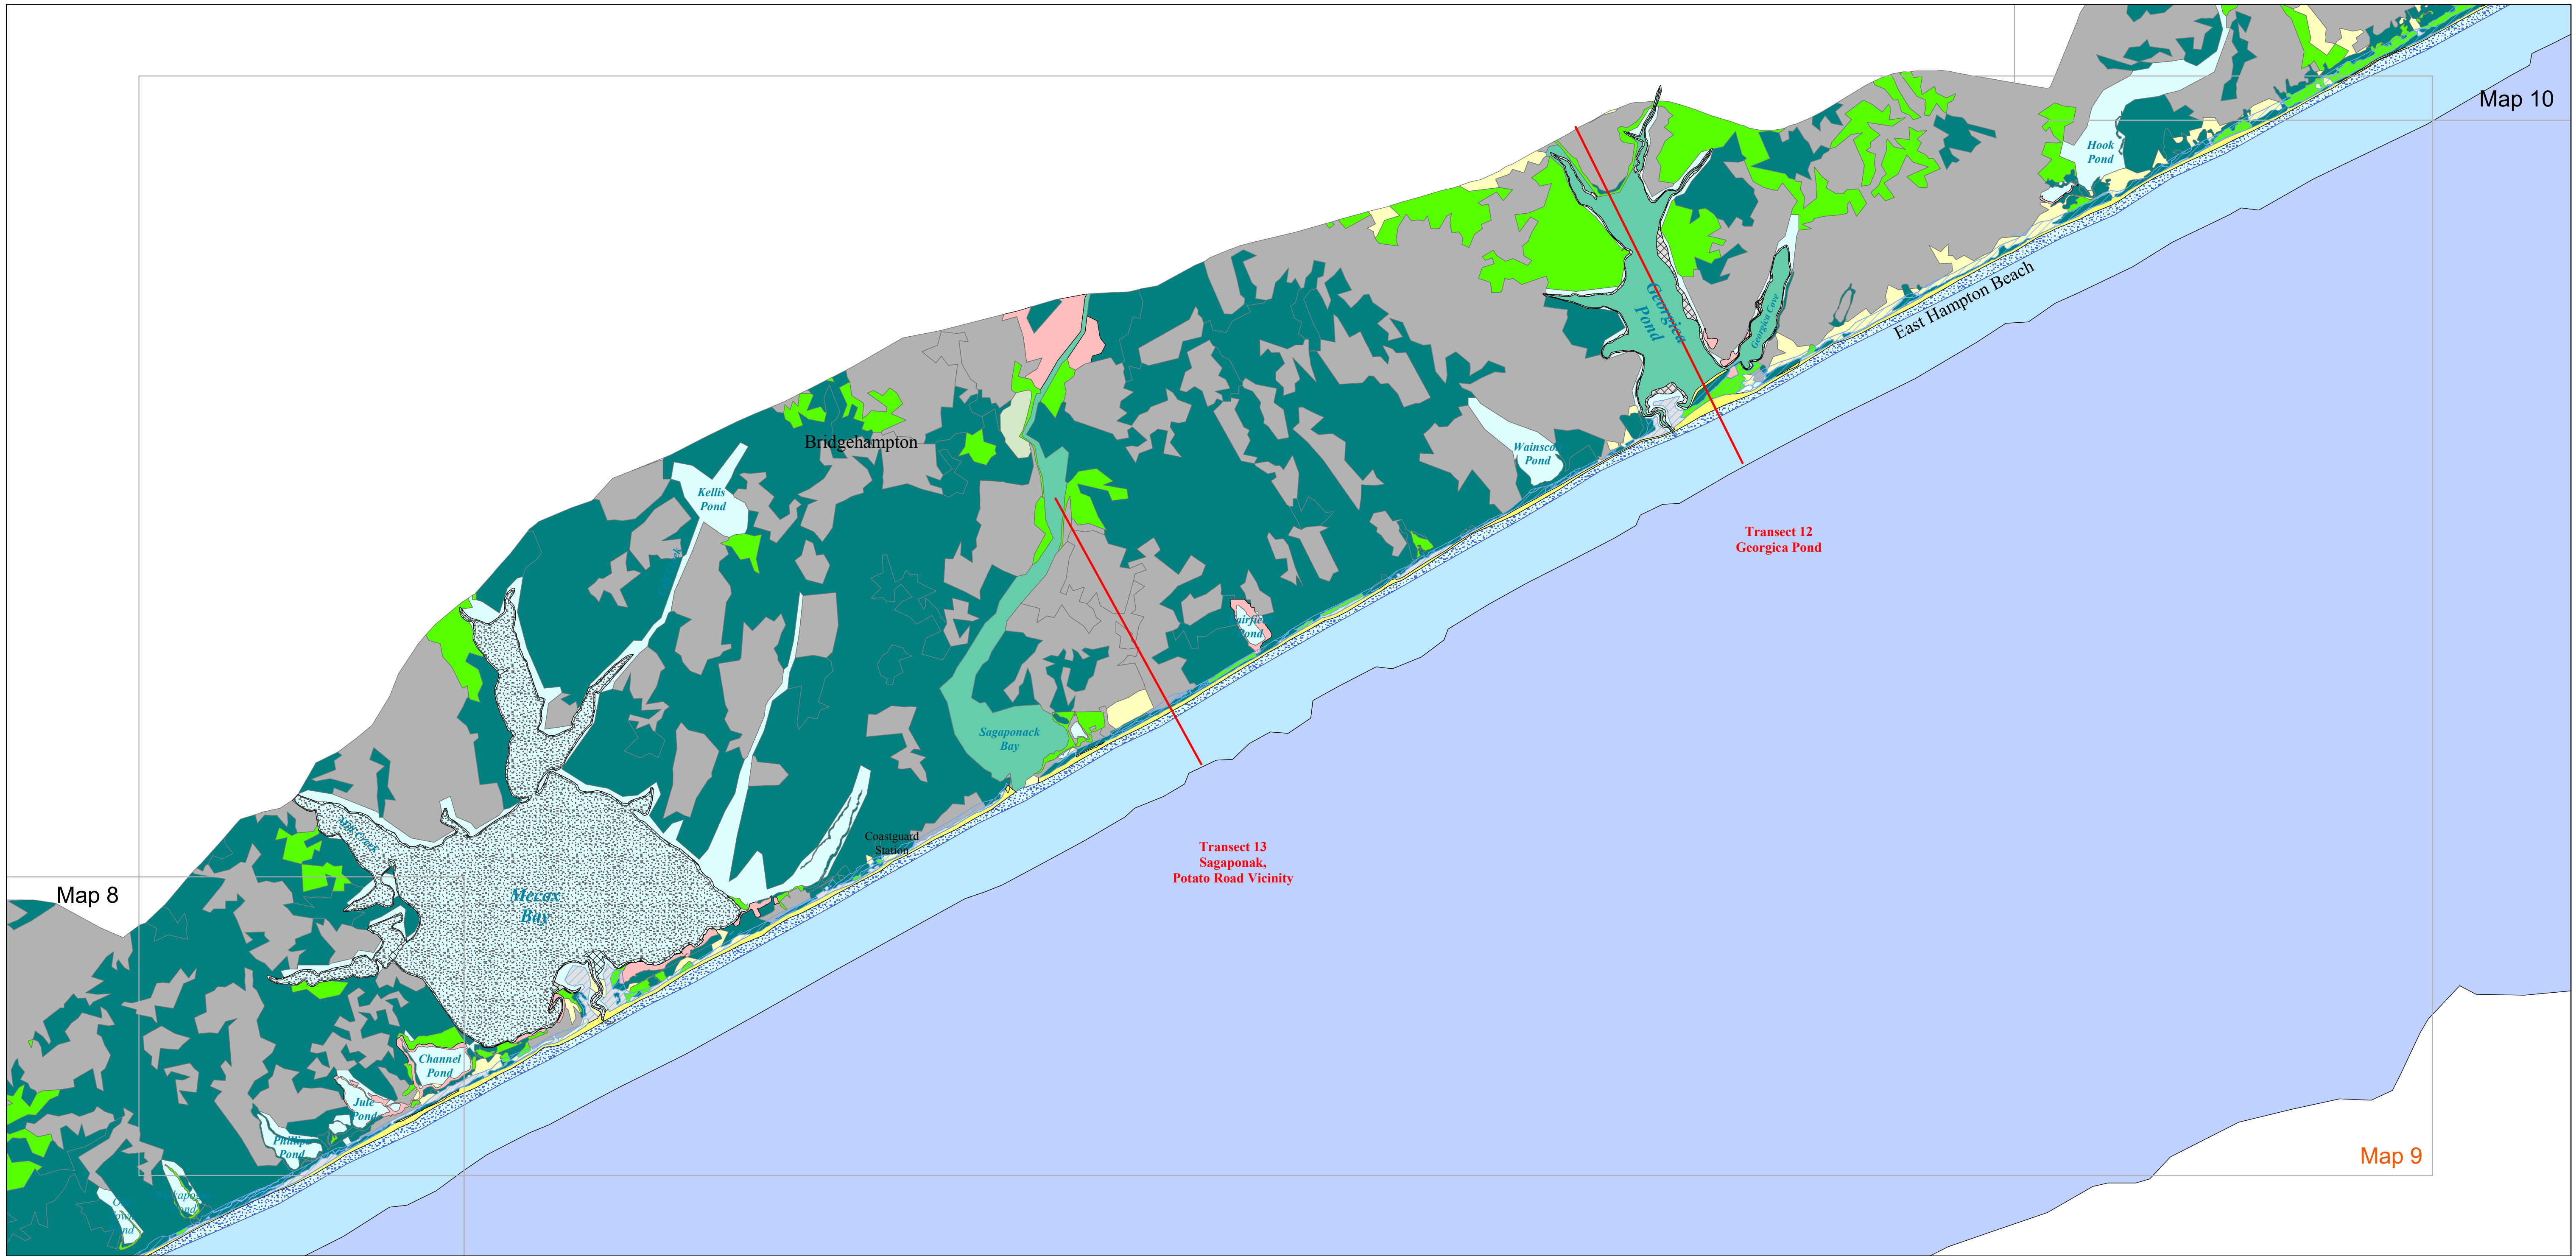 Map 10
Hook
Pond
East Hampton Beach
Georgica
Pond
Georgica Cove
Bridgehampton
Pond
Kellis
Pond
Transect 12
Georgica Pond
Pond
Sagaponack
Bay
Coastguard
Station
Transect 13
Sagaponak,
Potato Road Vicinity
Mill Creek
Map 8
Mecox
Bay
Channel
Pond
Jule
Pond
Pond
Map 9